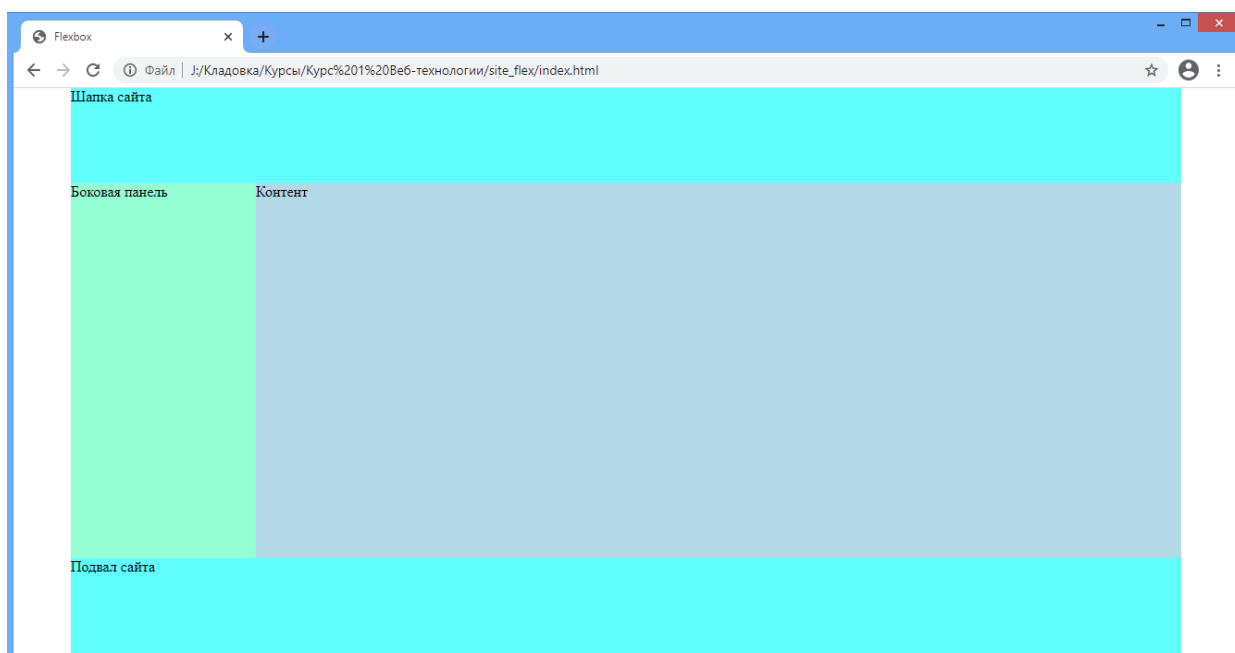 Flexbox
Файл | J:/Кладовка/Курсы/Курс%201%20Веб-технологии/site_flex/index.html
Шапка сайта
Боковая панель
Контент
Подвал сайта